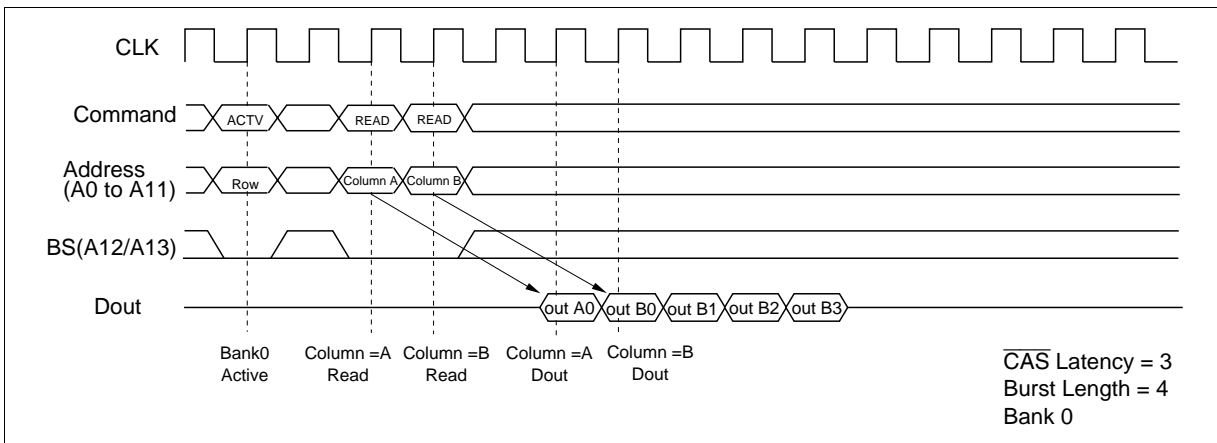 CLK
Command
ACTV
READ
READ
Address
(A0 to A11)
Row
Column A
Column B
BS(A12/A13)
Dout
out A0
out B0
out B1
out B2
out B3
Bank0
Active
Column =A
Read
Column =B
Read
Column =A
Dout
Column =B
Dout
CAS Latency = 3
Burst Length = 4
Bank 0